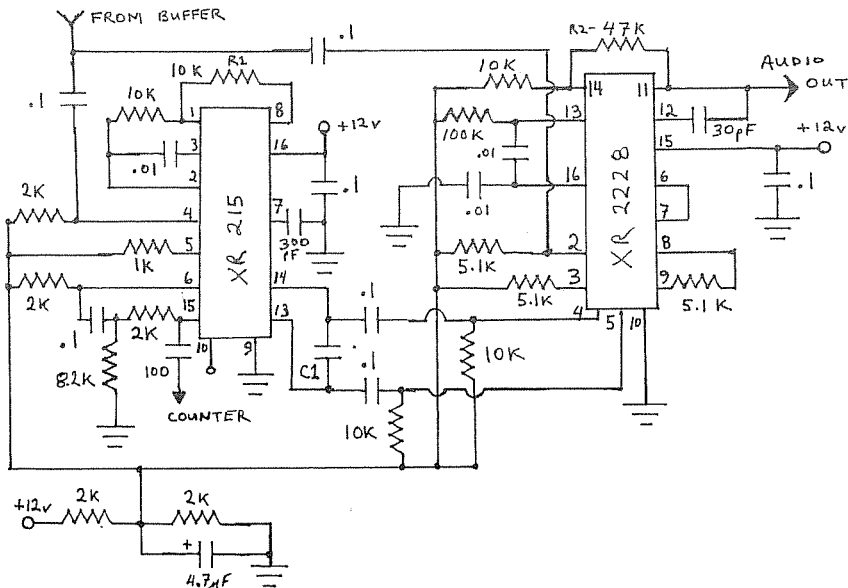 FROM BUFFER
.1
R2-47K
10K R1
10K
AUDIO OUT
.1
10K
14 11
10K
1 8
+12v
100K
13 12
30pF
+12v
.01
3 16
.01
15
2
.1
.01
16 6
.1
2K
4 7
300 pF
7
XR 215
XR 2228
1K
5
5.1K
2 8
2K
6 14
.1
5.1K
3 9
5.1K
.1
2K
15 13
4 5 10
8.2K
100
10 9
C1
.1
10K
COUNTER
10K
+12v
2K
2K
+
4.7µF